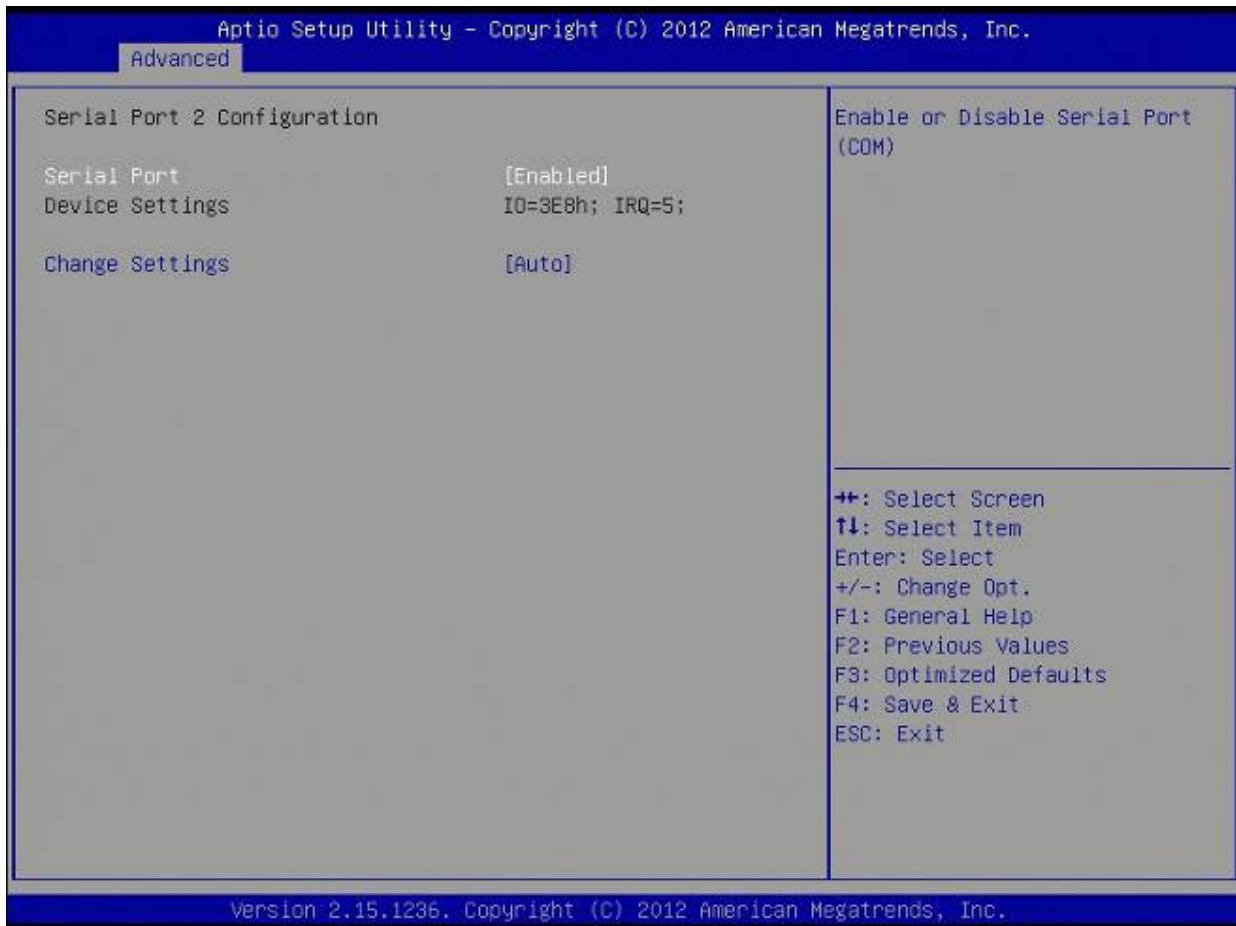 Aptio Setup Utility – Copyright (C) 2012 American Megatrends, Inc.
Advanced
Serial Port 2 Configuration
Serial Port [Enabled]
Device Settings IO=3E8h; IRQ=5;
Change Settings [Auto]
Enable or Disable Serial Port
(COM)
→←: Select Screen
↑↓: Select Item
Enter: Select
+/-: Change Opt.
F1: General Help
F2: Previous Values
F3: Optimized Defaults
F4: Save & Exit
ESC: Exit
Version 2.15.1236. Copyright (C) 2012 American Megatrends, Inc.